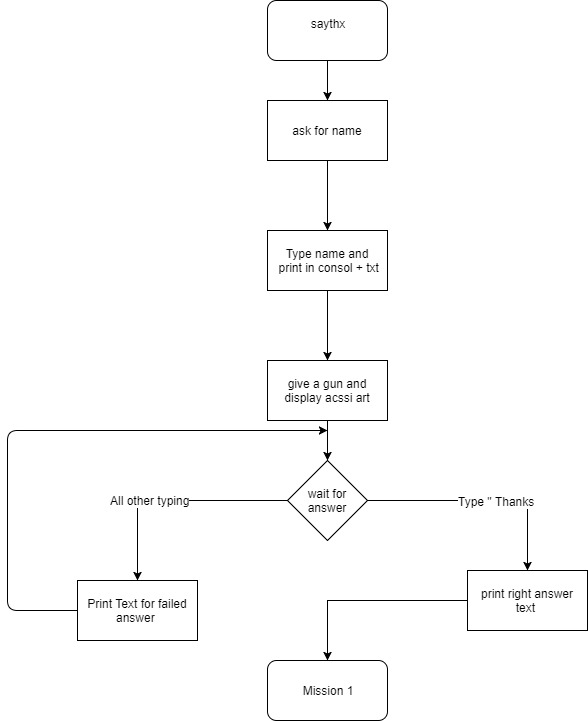 saythx
ask for name
Type name and
print in consol + txt
give a gun and
display acssi art
wait for
answer
All other typing
Type " Thanks
Print Text for failed
answer
print right answer
text
Mission 1